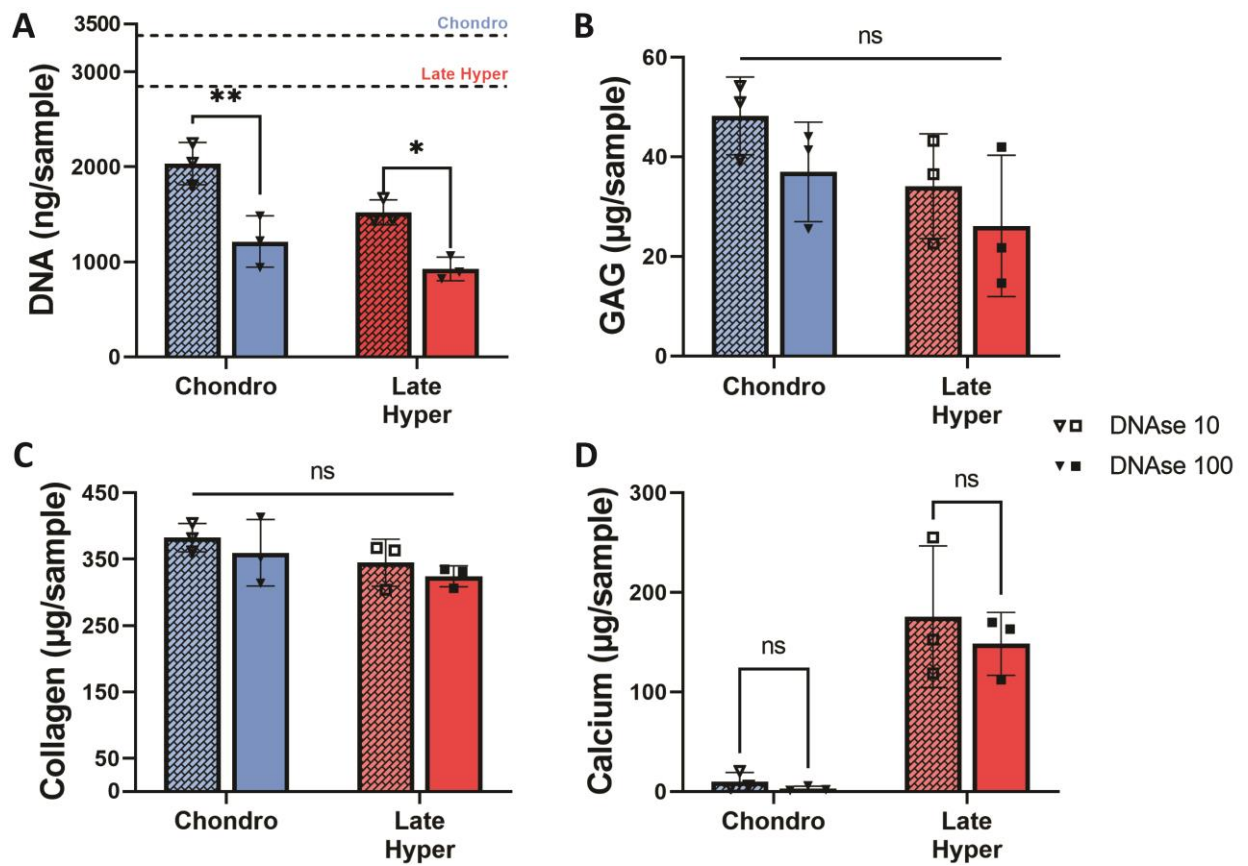 A
DNA (ng/sample)
3500
3000
2000
1000
0
Chondro
Late Hyper
**
*
Chondro
Late
Hyper
B
GAG (µg/sample)
60
40
20
0
ns
Chondro
Late
Hyper
DNAse 10
DNAse 100
C
Collagen (µg/sample)
450
350
250
150
50
0
ns
Chondro
Late
Hyper
D
Calcium (µg/sample)
300
200
100
0
ns
ns
Chondro
Late
Hyper